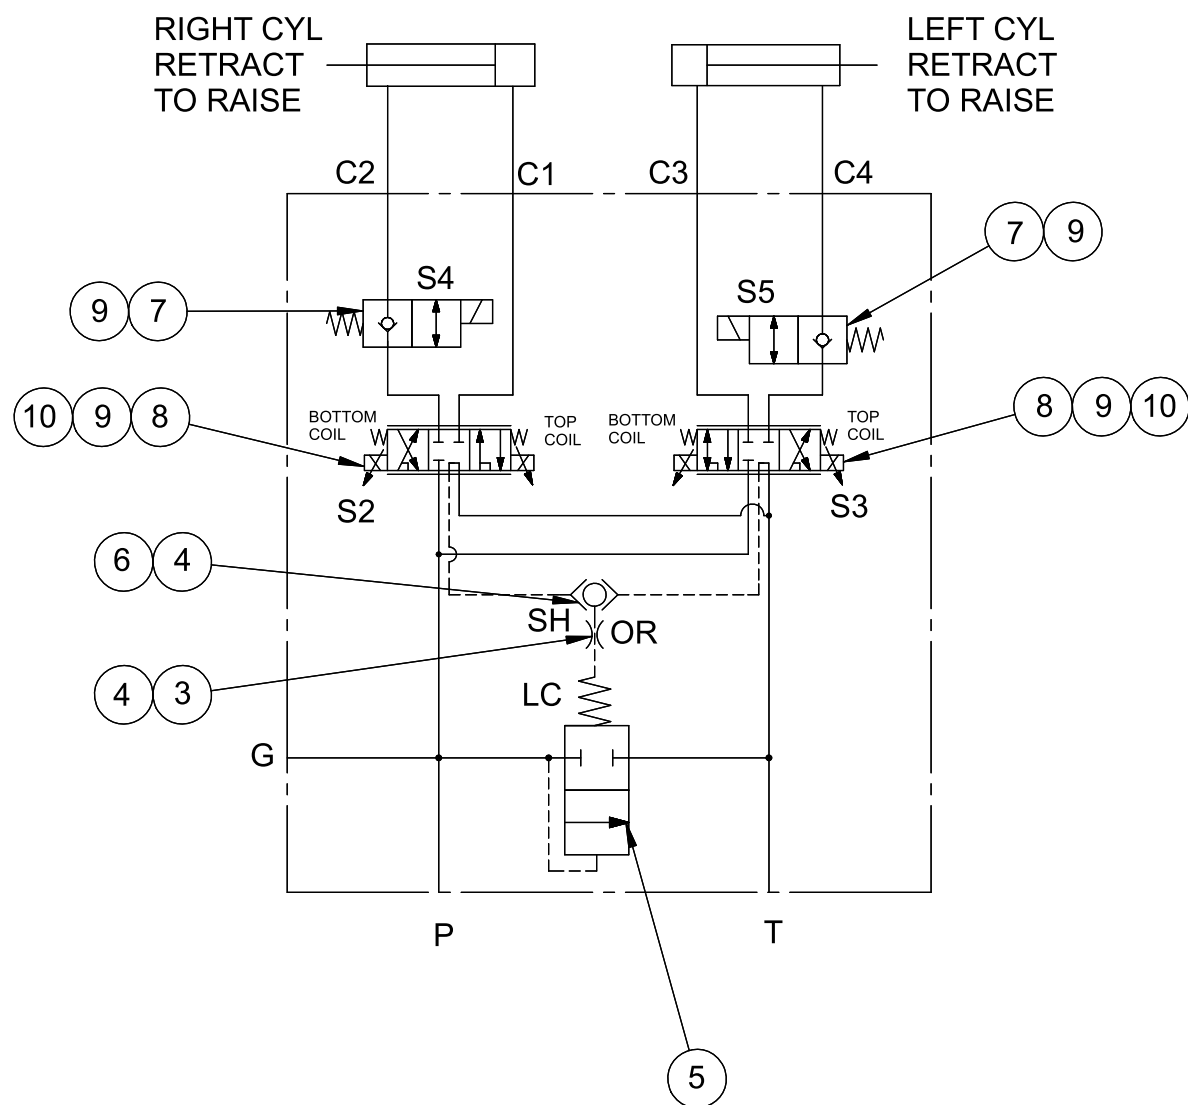 RIGHT CYL
RETRACT
TO RAISE
LEFT CYL
RETRACT
TO RAISE
C2
C1
C3
C4
7 9
S4
S5
9 7
10 9 8
BOTTOM
COIL
TOP
COIL
BOTTOM
COIL
TOP
COIL
8 9 10
S2
S3
6 4
SH
OR
4 3
LC
G
P
T
5